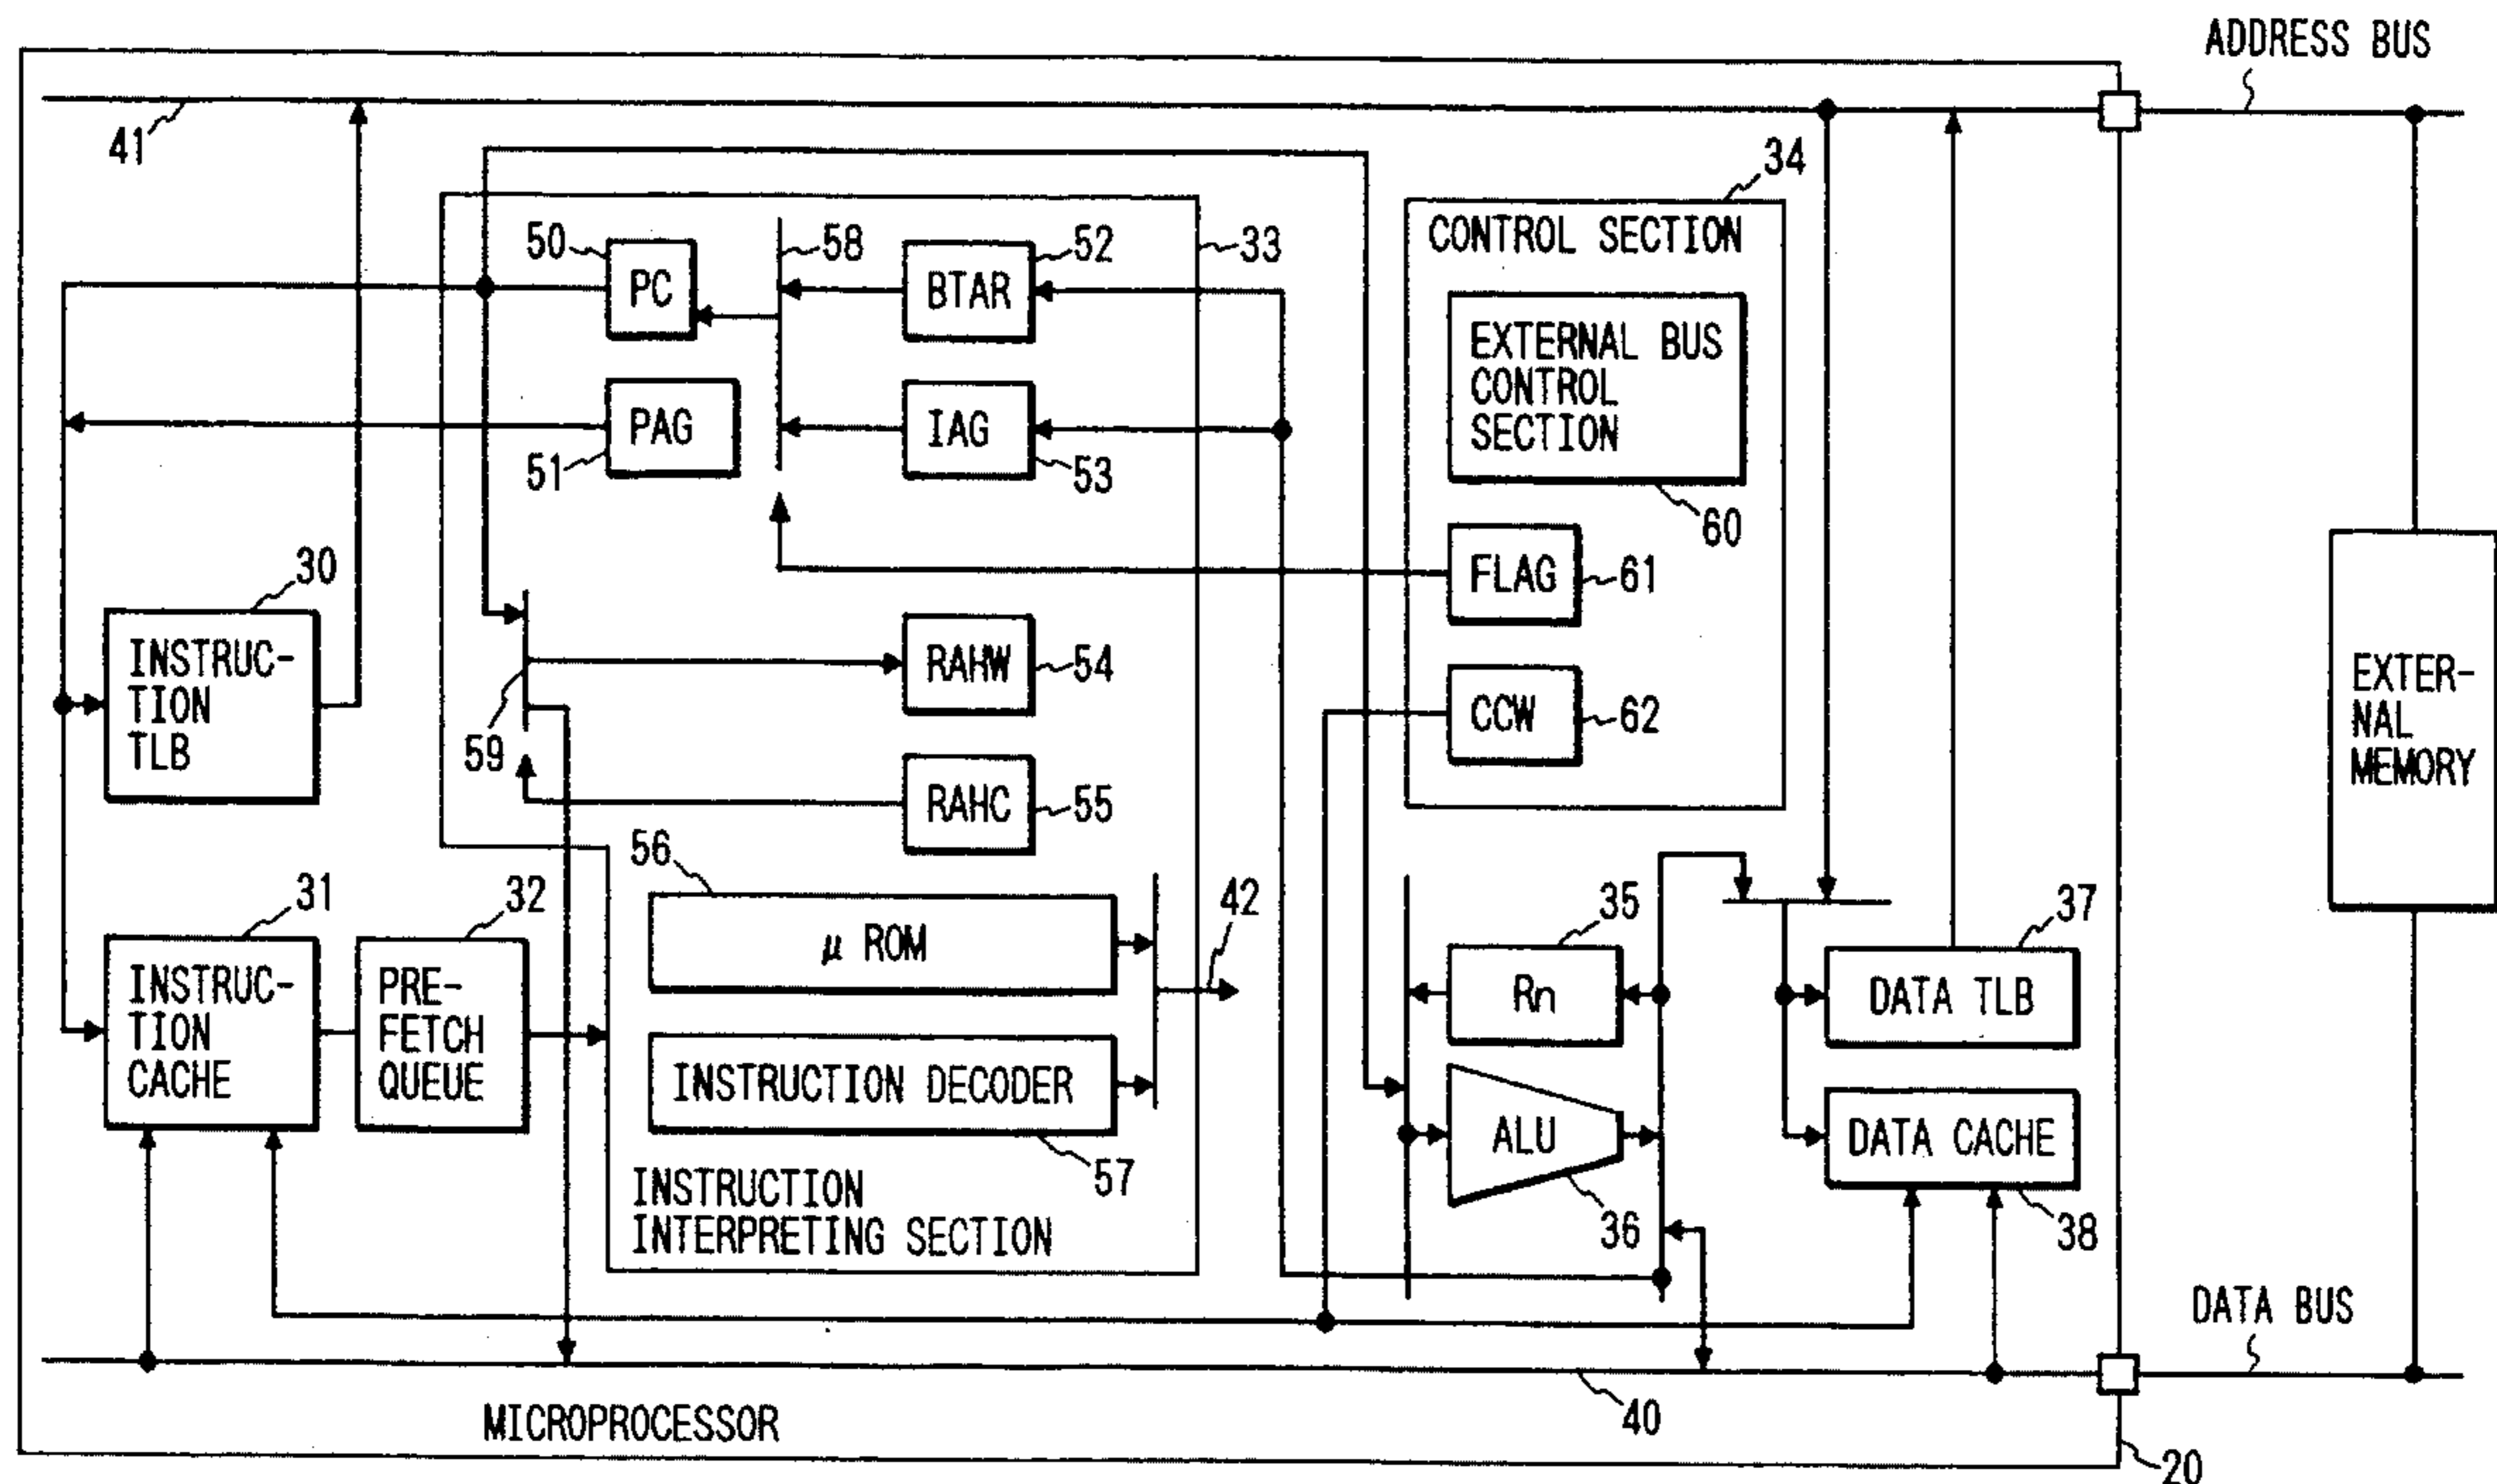 ADDRESS BUS
41
34
50
PC
58
BTAR
52
33
CONTROL SECTION
EXTERNAL BUS
CONTROL
SECTION
60
PAG
51
IAG
53
FLAG
61
30
INSTRUC-
TION
TLB
59
RAHW
54
CCW
62
RAHC
55
EXTER-
NAL
MEMORY
31
INSTRUC-
TION
CACHE
32
PRE-
FETCH
QUEUE
56
μ ROM
42
INSTRUCTION DECODER
57
INSTRUCTION
INTERPRETING SECTION
35
Rn
37
DATA TLB
ALU
36
DATA CACHE
38
DATA BUS
40
MICROPROCESSOR
20